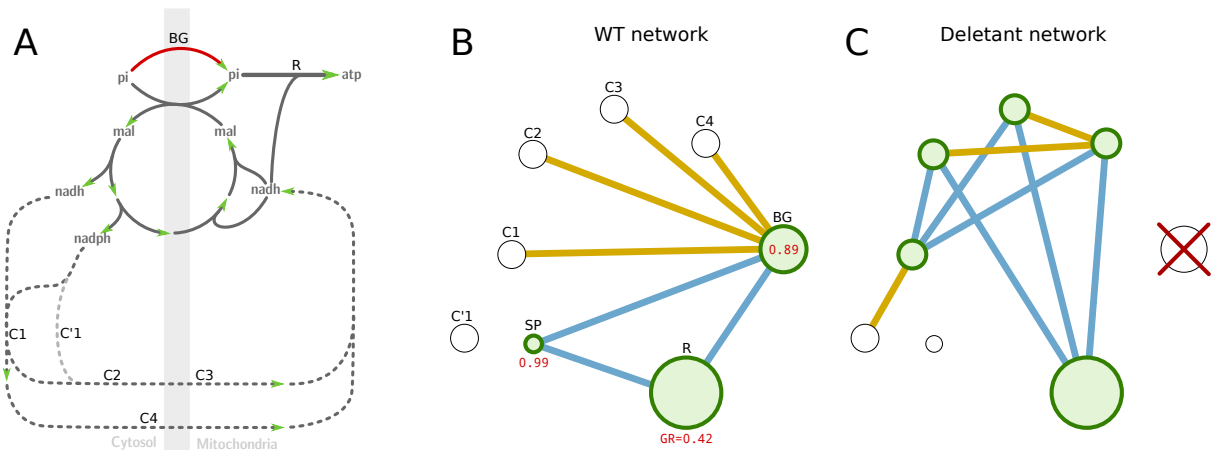 A
BG
pi
pi
R
atp
mal
mal
nadh
nadh
nadph
C1
C'1
C2
C3
C4
Cytosol
Mitochondria
B
WT network
C3
C4
C2
BG
0.89
C1
C'1
SP
0.99
R
GR=0.42
C
Deletant network